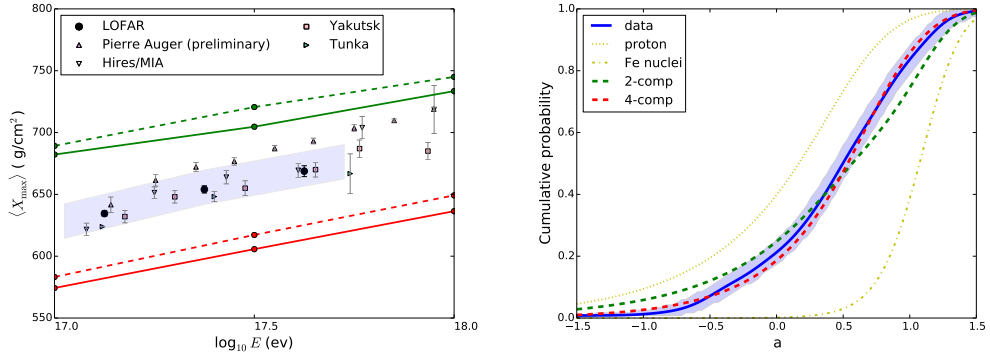 LOFAR
Pierre Auger (preliminary)
Hires/MIA
Yakutsk
Tunka
800
750
700
650
600
550
17.0
17.5
18.0
⟨Xmax⟩ ( g/cm²)
log10 E (ev)
data
proton
Fe nuclei
2-comp
4-comp
1.0
0.8
0.6
0.4
0.2
0.0
−1.5
−1.0
−0.5
0.0
0.5
1.0
1.5
Cumulative probability
a